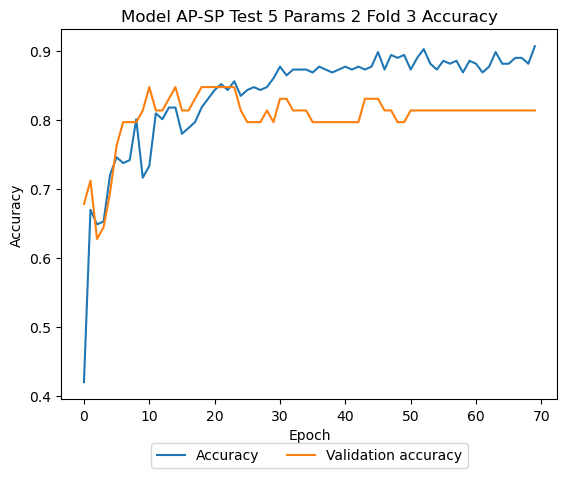 Model AP-SP Test 5 Params 2 Fold 3 Accuracy
0.9
0.8
0.7
0.6
0.5
0.4
Accuracy
0 10 20 30 40 50 60 70
Epoch
Accuracy Validation accuracy